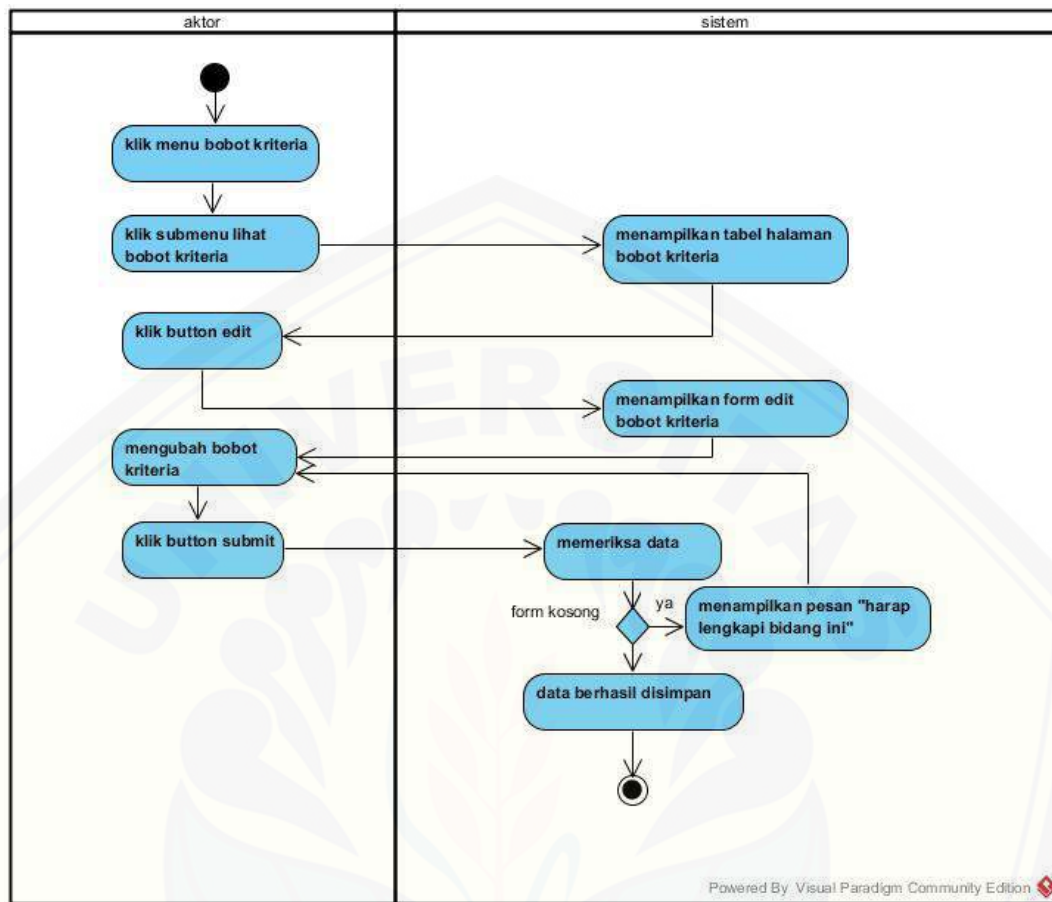 aktor
sistem
klik menu bobot kriteria
klik submenu lihat
bobot kriteria
menampilkan tabel halaman
bobot kriteria
klik button edit
menampilkan form edit
bobot kriteria
mengubah bobot
kriteria
klik button submit
memeriksa data
form kosong
ya
menampilkan pesan "harap
lengkapi bidang ini"
data berhasil disimpan
UNIVERSITAS
Powered By Visual Paradigm Community Edition